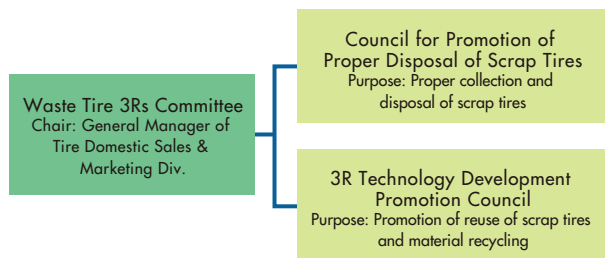 Waste Tire 3Rs Committee
Chair: General Manager of
Tire Domestic Sales &
Marketing Div.
Council for Promotion of
Proper Disposal of Scrap Tires
Purpose: Proper collection and
disposal of scrap tires
3R Technology Development
Promotion Council
Purpose: Promotion of reuse of scrap tires
and material recycling